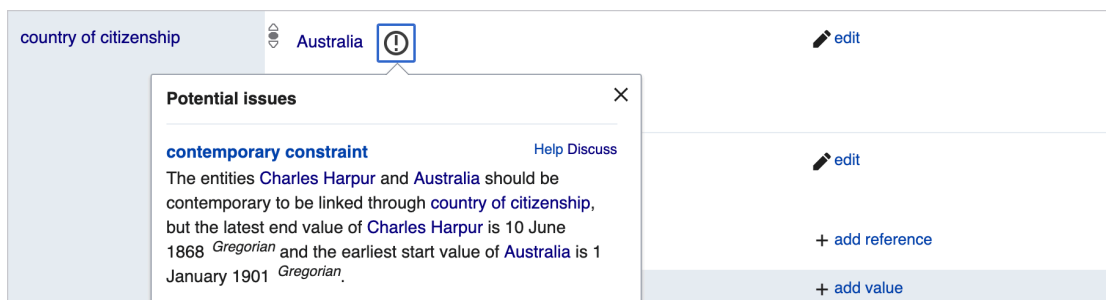 country of citizenship
Australia
edit
Potential issues
contemporary constraint
Help Discuss
The entities Charles Harpur and Australia should be
contemporary to be linked through country of citizenship,
but the latest end value of Charles Harpur is 10 June
1868 Gregorian and the earliest start value of Australia is 1
January 1901 Gregorian.
edit
+ add reference
+ add value